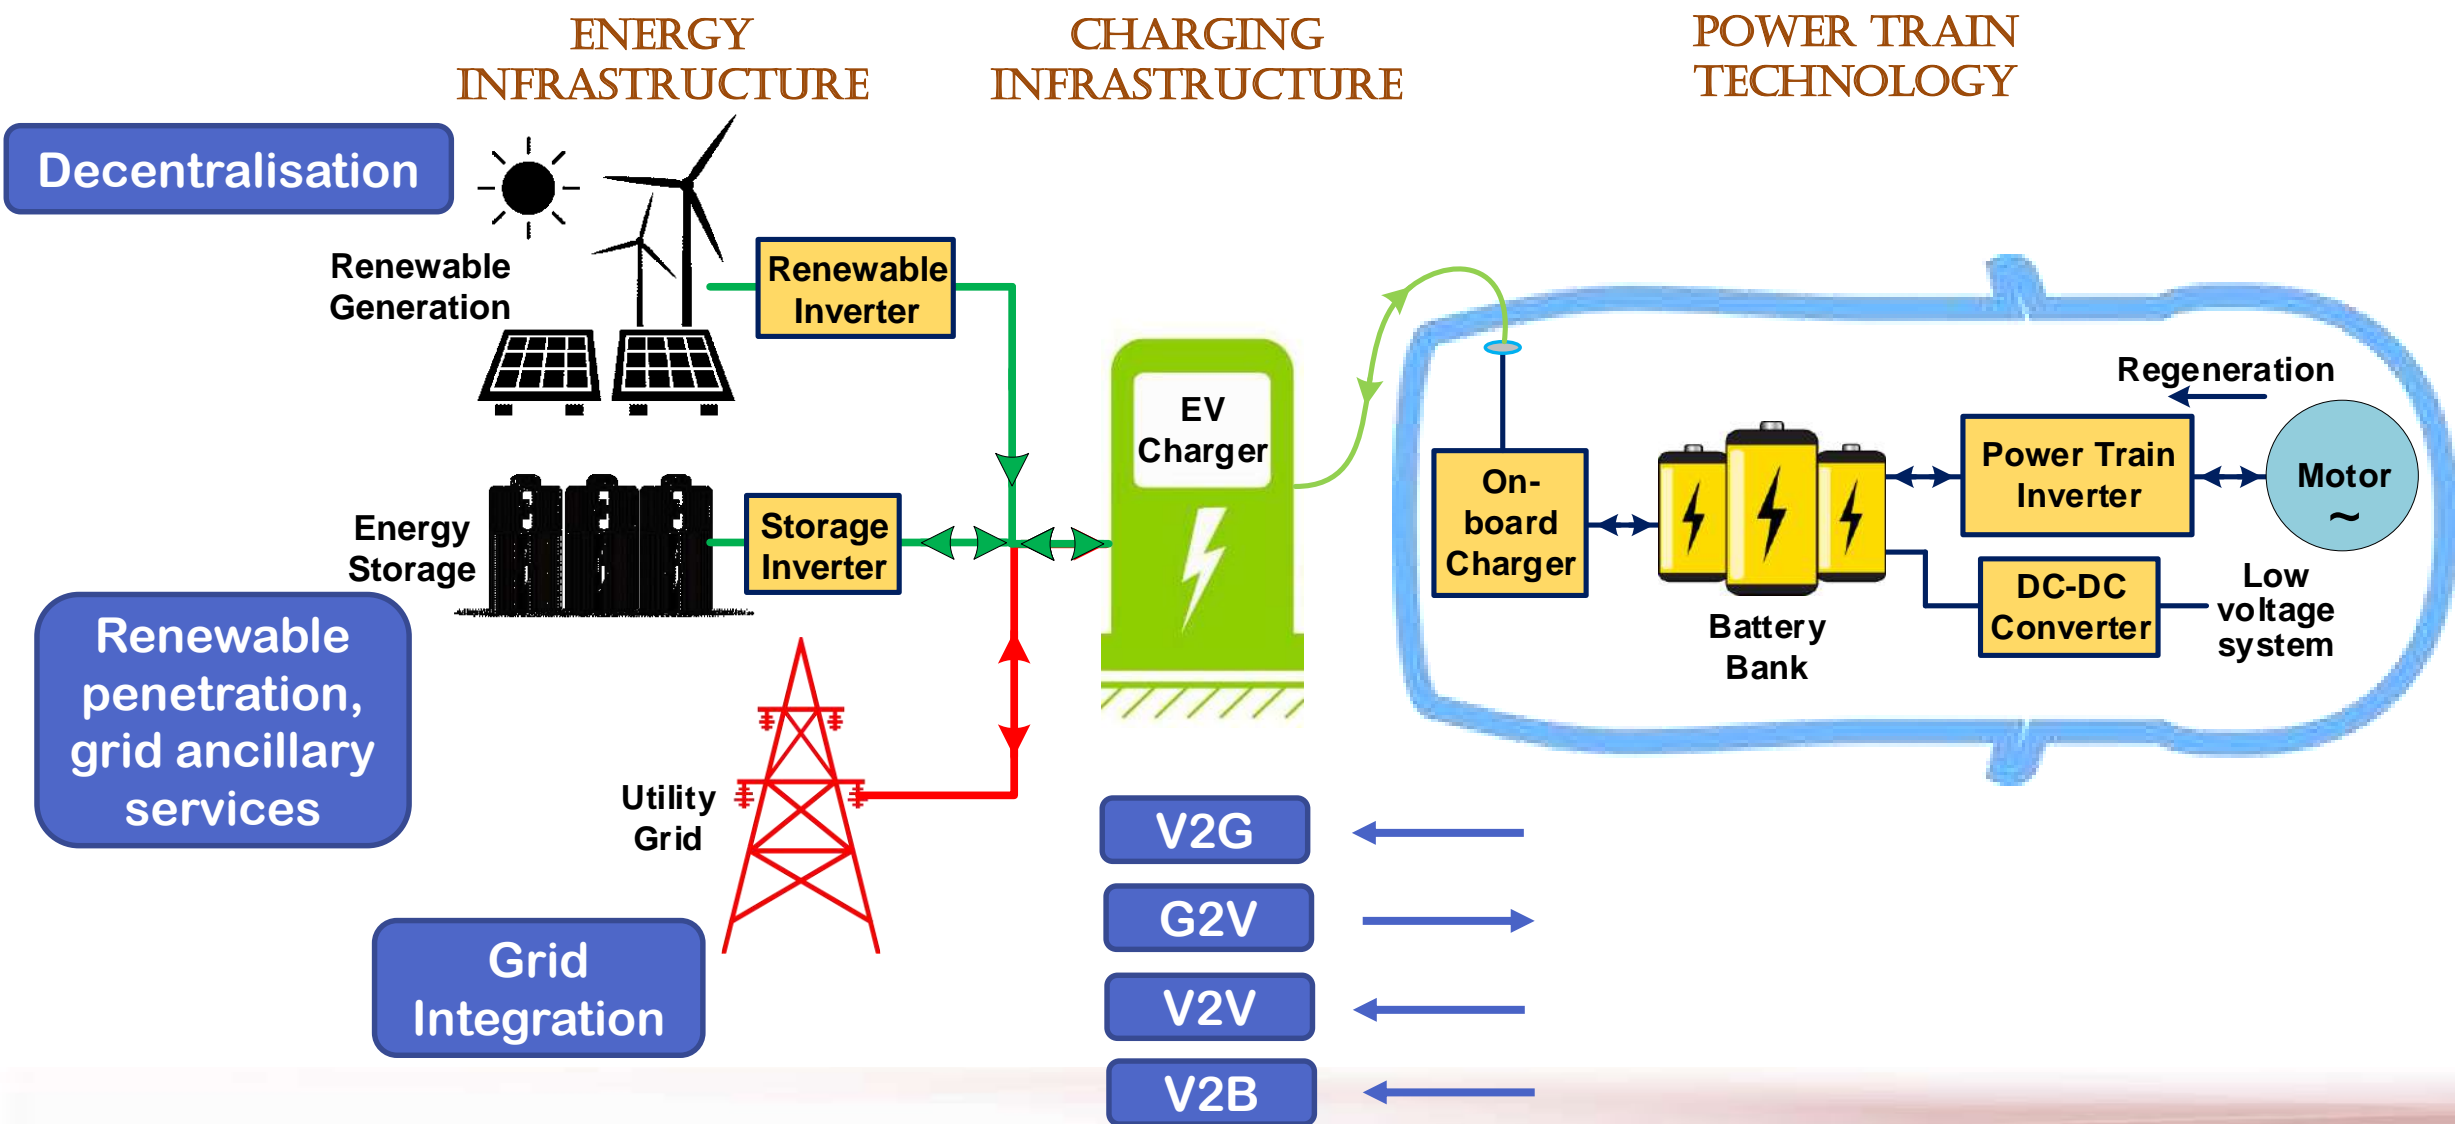 ENERGY
INFRASTRUCTURE
CHARGING
INFRASTRUCTURE
POWER TRAIN
TECHNOLOGY
Decentralisation
Renewable
Generation
Renewable
Inverter
Energy
Storage
Storage
Inverter
Renewable
penetration,
grid ancillary
services
Utility
Grid
Grid
Integration
EV
Charger
On-
board
Charger
Battery
Bank
Regeneration
Power Train
Inverter
Motor
~
DC-DC
Converter
Low
voltage
system
V2G
G2V
V2V
V2B